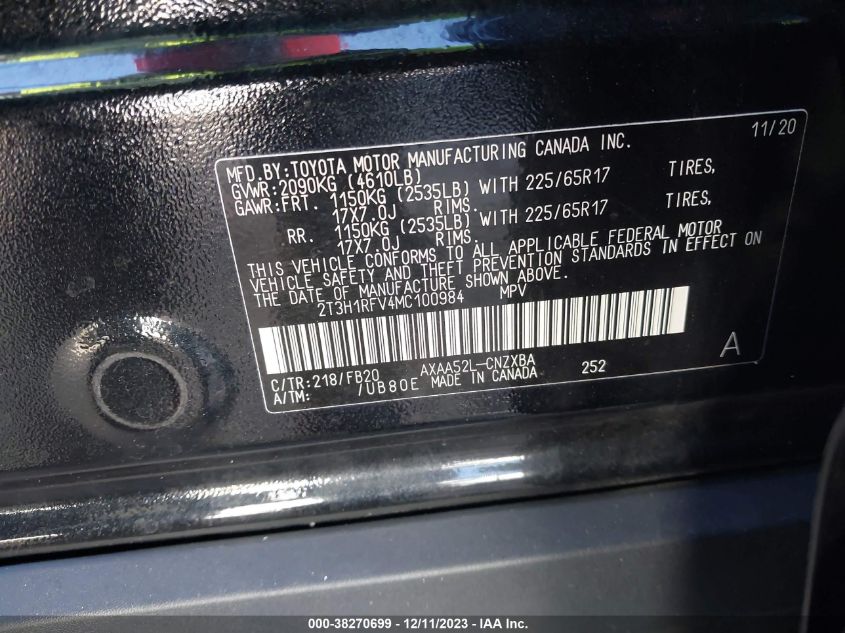 11/20
MFD.BY:TOYOTA MOTOR MANUFACTURING CANADA INC.
GVWR:2090KG (4610LB)
GAWR:FRT. 1150KG (2535LB) WITH 225/65R17 TIRES,
17X7.0J RIMS.
RR. 1150KG (2535LB) WITH 225/65R17 TIRES,
17X7.0J RIMS.
THIS VEHICLE CONFORMS TO ALL APPLICABLE FEDERAL MOTOR
VEHICLE SAFETY AND THEFT PREVENTION STANDARDS IN EFFECT ON
THE DATE OF MANUFACTURE SHOWN ABOVE.
2T3H1RFV4MC100984 MPV
C/TR:218/FB20 AXAA52L-CNZXBA 252 A
A/TM: /UB80E MADE IN CANADA
000-38270699 - 12/11/2023 - IAAI Inc.